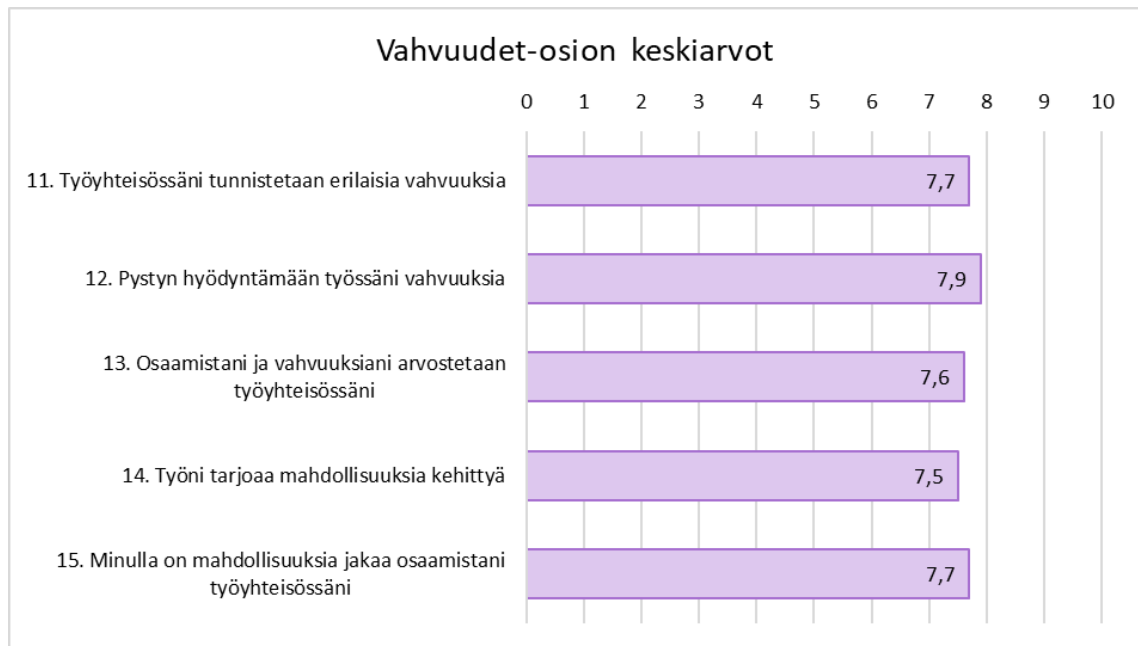 Vahvuudet-osion keskiarvot
0 1 2 3 4 5 6 7 8 9 10
11. Työyhteisössäni tunnistetaan erilaisia vahvuuksia
7,7
12. Pystyn hyödyntämään työssäni vahvuuksia
7,9
13. Osaamistani ja vahvuuksiani arvostetaan
työyhteisössäni
7,6
14. Työni tarjoaa mahdollisuuksia kehittyä
7,5
15. Minulla on mahdollisuuksia jakaa osaamistani
työyhteisössäni
7,7